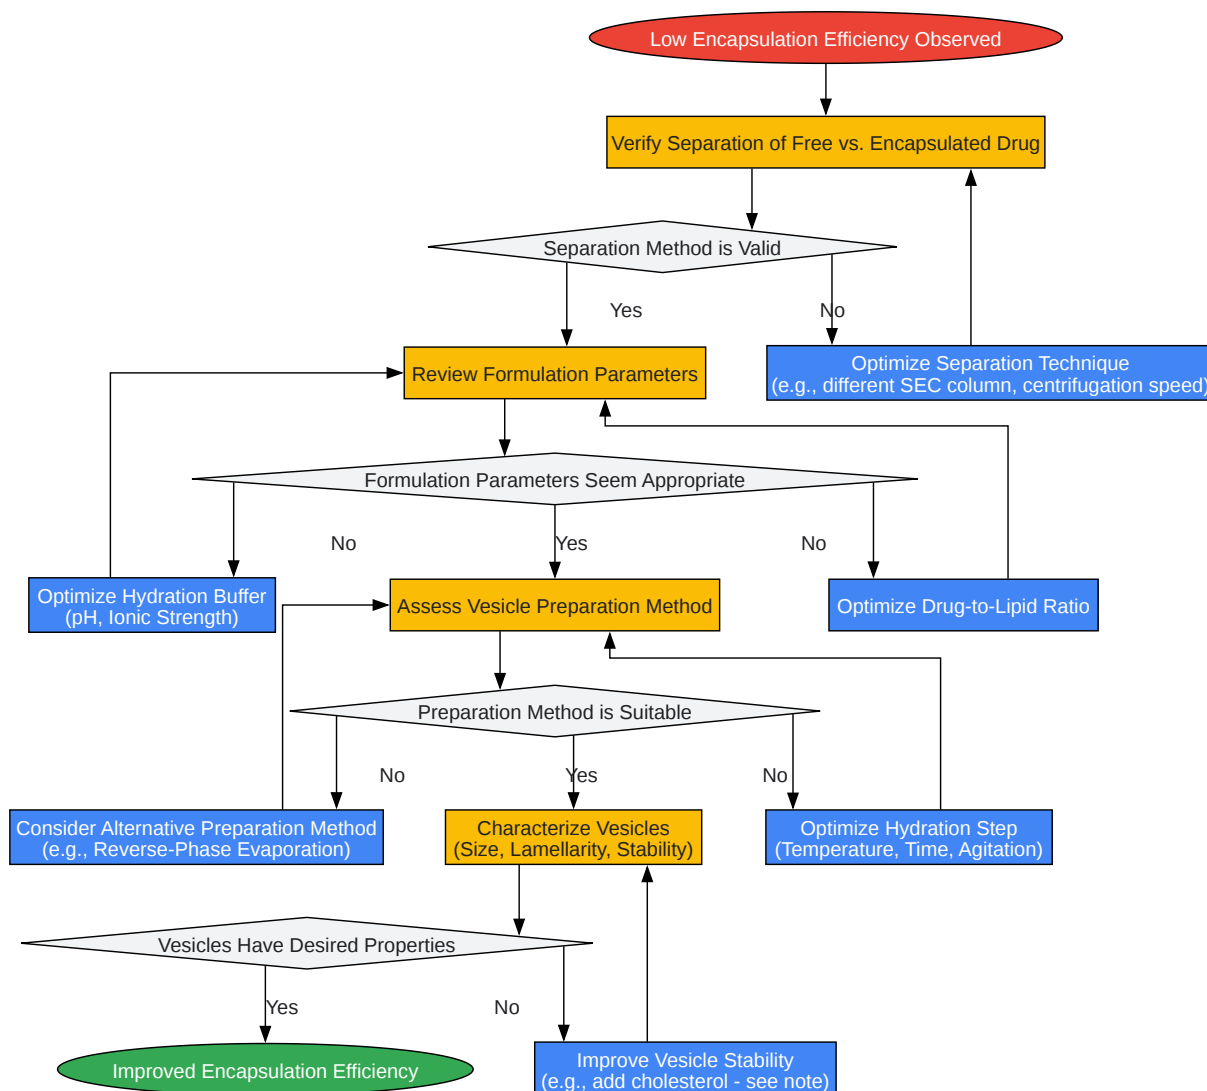 Low Encapsulation Efficiency Observed
Verify Separation of Free vs. Encapsulated Drug
Separation Method is Valid
Yes
No
Review Formulation Parameters
Optimize Separation Technique
(e.g., different SEC column, centrifugation speed)
Formulation Parameters Seem Appropriate
No
Yes
No
Optimize Hydration Buffer
(pH, Ionic Strength)
Assess Vesicle Preparation Method
Optimize Drug-to-Lipid Ratio
Preparation Method is Suitable
No
Yes
No
Consider Alternative Preparation Method
(e.g., Reverse-Phase Evaporation)
Characterize Vesicles
(Size, Lamellarity, Stability)
Optimize Hydration Step
(Temperature, Time, Agitation)
Vesicles Have Desired Properties
Yes
No
Improved Encapsulation Efficiency
Improve Vesicle Stability
(e.g., add cholesterol - see note)